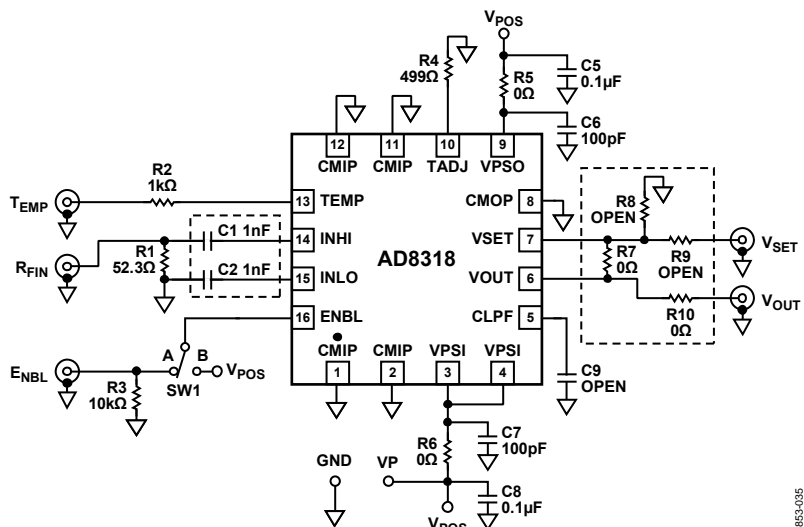 VPOS
R4
499Ω
R5
0Ω
C5
0.1µF
C6
100pF
12
11
10
9
CMIP
CMIP
TADJ
VPSO
R2
1kΩ
TEMP
13
TEMP
CMOP
8
R8
OPEN
C1 1nF
14
INHI
VSET
7
VSET
RFIN
R1
52.3Ω
AD8318
R7
0Ω
R9
OPEN
C2 1nF
15
INLO
VOUT
6
VOUT
R10
0Ω
16
ENBL
CLPF
5
A
B
VPOS
SW1
ENBL
R3
10kΩ
CMIP
CMIP
VPSI
VPSI
1
2
3
4
C9
OPEN
R6
0Ω
C7
100pF
GND
VP
C8
0.1µF
VPOS
853-035